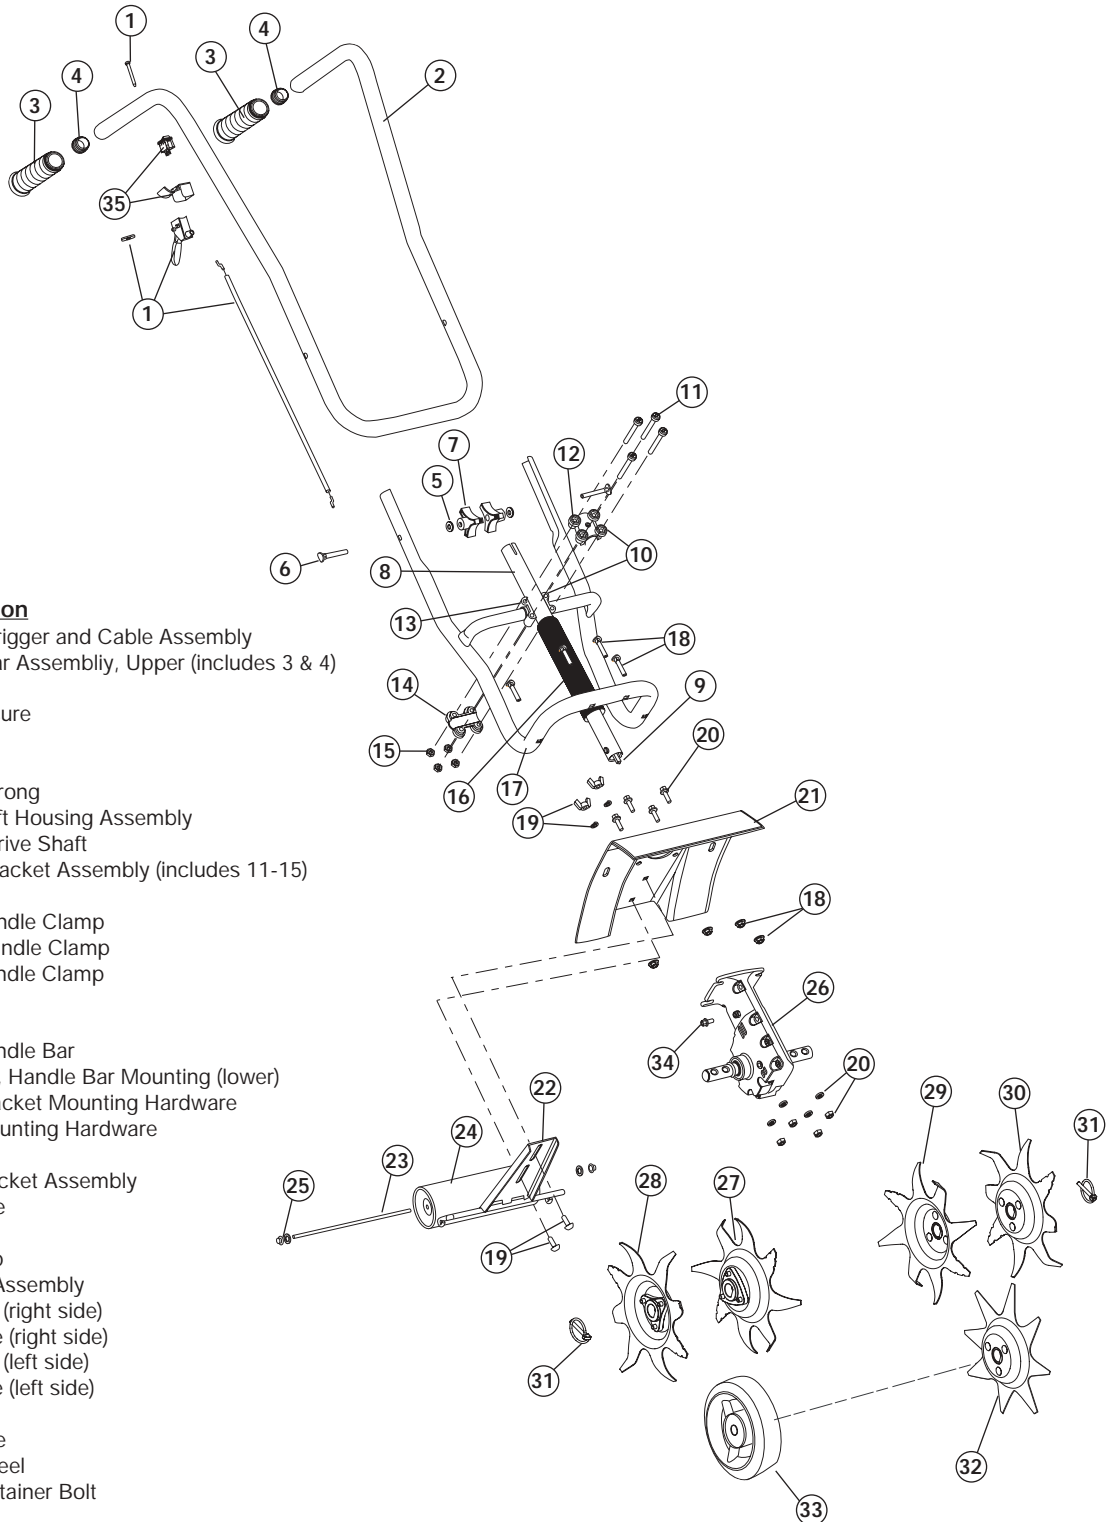 1
4
3
2
4
3
35
1
11
7
12
5
10
6
8
13
18
14
9
15
20
16
17
21
19
18
26
34
20
22
29
30
24
31
23
25
28
27
19
31
32
33
on
rigger and Cable Assembly
ar Assembliy, Upper (includes 3 & 4)
ure
rong
ft Housing Assembly
rive Shaft
racket Assembly (includes 11-15)
ndle Clamp
andle Clamp
ndle Clamp
ndle Bar
, Handle Bar Mounting (lower)
acket Mounting Hardware
ounting Hardware
cket Assembly
e
o
Assembly
(right side)
e (right side)
(left side)
e (left side)
e
eel
tainer Bolt